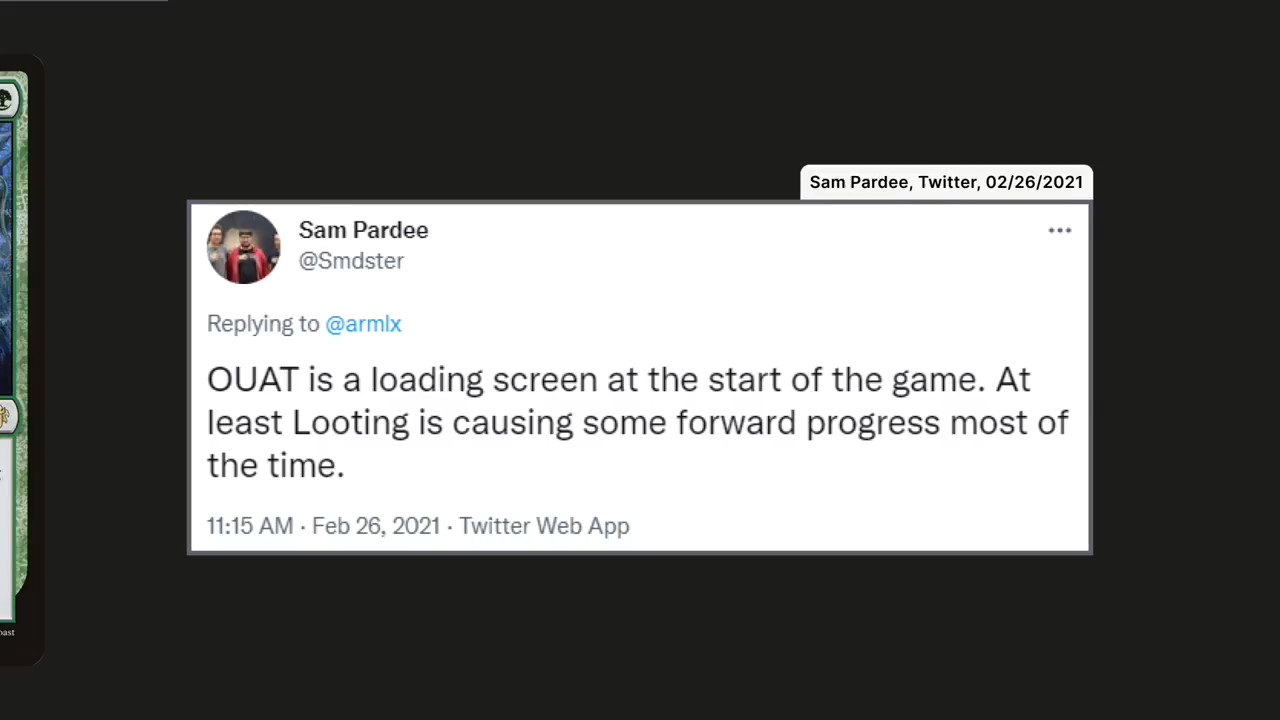 Sam Pardee, Twitter, 02/26/2021
Sam Pardee
@Smdster
Replying to @armlx
OUAT is a loading screen at the start of the game. At
least Looting is causing some forward progress most of
the time.
11:15 AM · Feb 26, 2021 · Twitter Web App